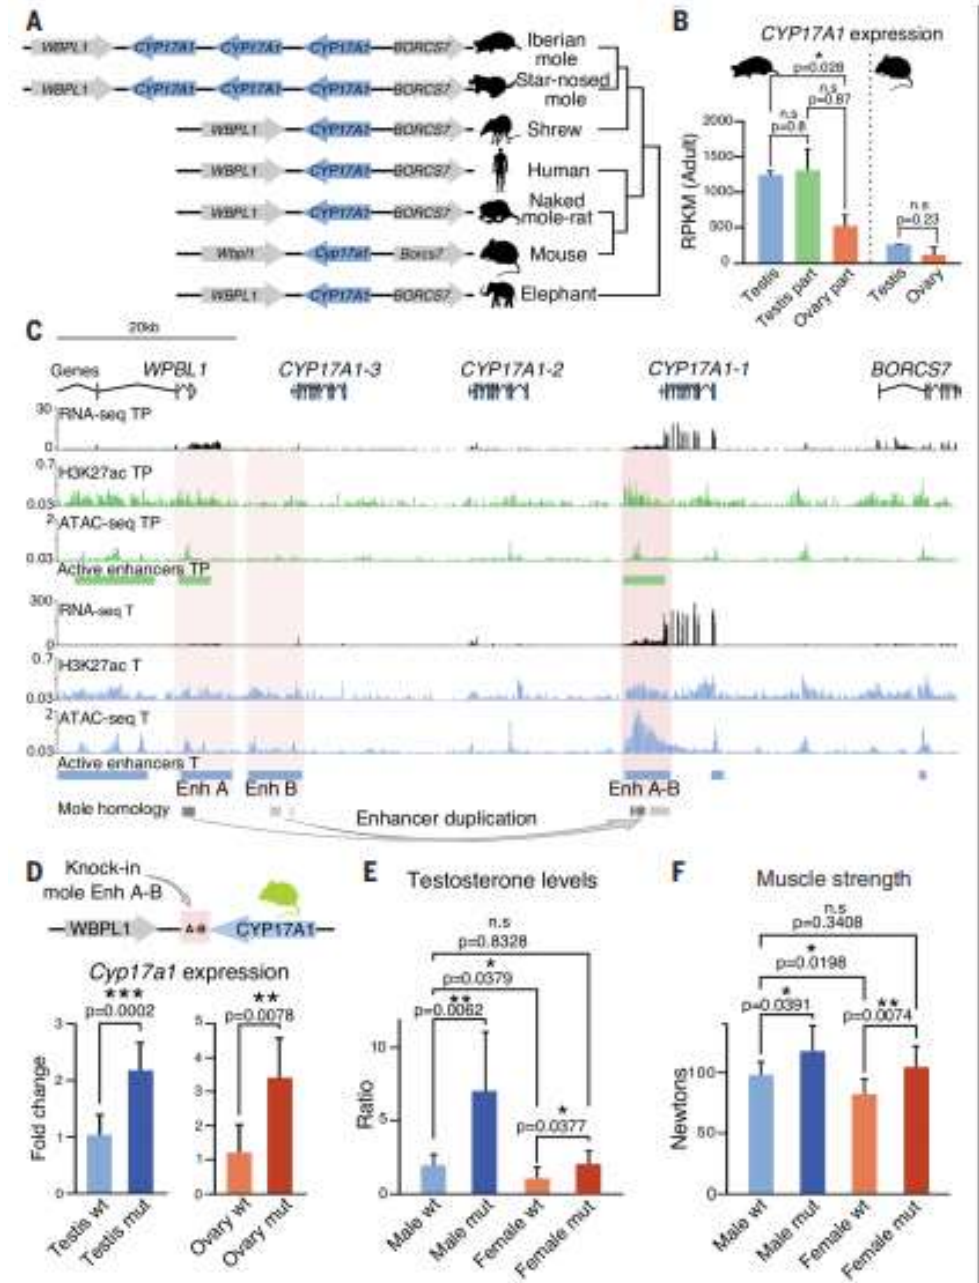 A
WBPL1 CYP17A1 CYP17A1 CYP17A1 BORCS7 Iberian
mole
WBPL1 CYP17A1 CYP17A1 CYP17A1 BORCS7 Star-nosed
mole
WBPL1 CYP17A1 BORCS7 Shrew
WBPL1 CYP17A1 BORCS7 Human
WBPL1 CYP17A1 BORCS7 Naked
mole-rat
Wbpl1 Cyp17a1 Borcs7 Mouse
WBPL1 CYP17A1 BORCS7 Elephant
B
CYP17A1 expression
*
p=0.028
n.s
p=0.87
n.s
p=0.8
n.s
p=0.23
RPKM (Adult)
2000
1500
1000
500
0
Testis
Testis part
Ovary part
Testis
Ovary
C
20kb
Genes WPBL1 CYP17A1-3 CYP17A1-2 CYP17A1-1 BORCS7
30
RNA-seq TP
0
0.7
H3K27ac TP
0.03
2
ATAC-seq TP
0.03
Active enhancers TP
300
RNA-seq T
0
0.7
H3K27ac T
0.03
2
ATAC-seq T
0.03
Active enhancers T
Enh A Enh B Enh A-B
Mole homology
Enhancer duplication
D
Knock-in
mole Enh A-B
WBPL1 A-B CYP17A1
Cyp17a1 expression
***
p=0.0002
**
p=0.0078
Fold change
3
2
1
0
5
4
3
2
1
0
Testis wt
Testis mut
Ovary wt
Ovary mut
E
Testosterone levels
n.s
p=0.8328
*
p=0.0379
**
p=0.0062
*
p=0.0377
Ratio
10
5
0
Male wt
Male mut
Female wt
Female mut
F
Muscle strength
n.s
p=0.3408
*
p=0.0198
*
p=0.0391
**
p=0.0074
Newtons
100
50
0
Male wt
Male mut
Female wt
Female mut